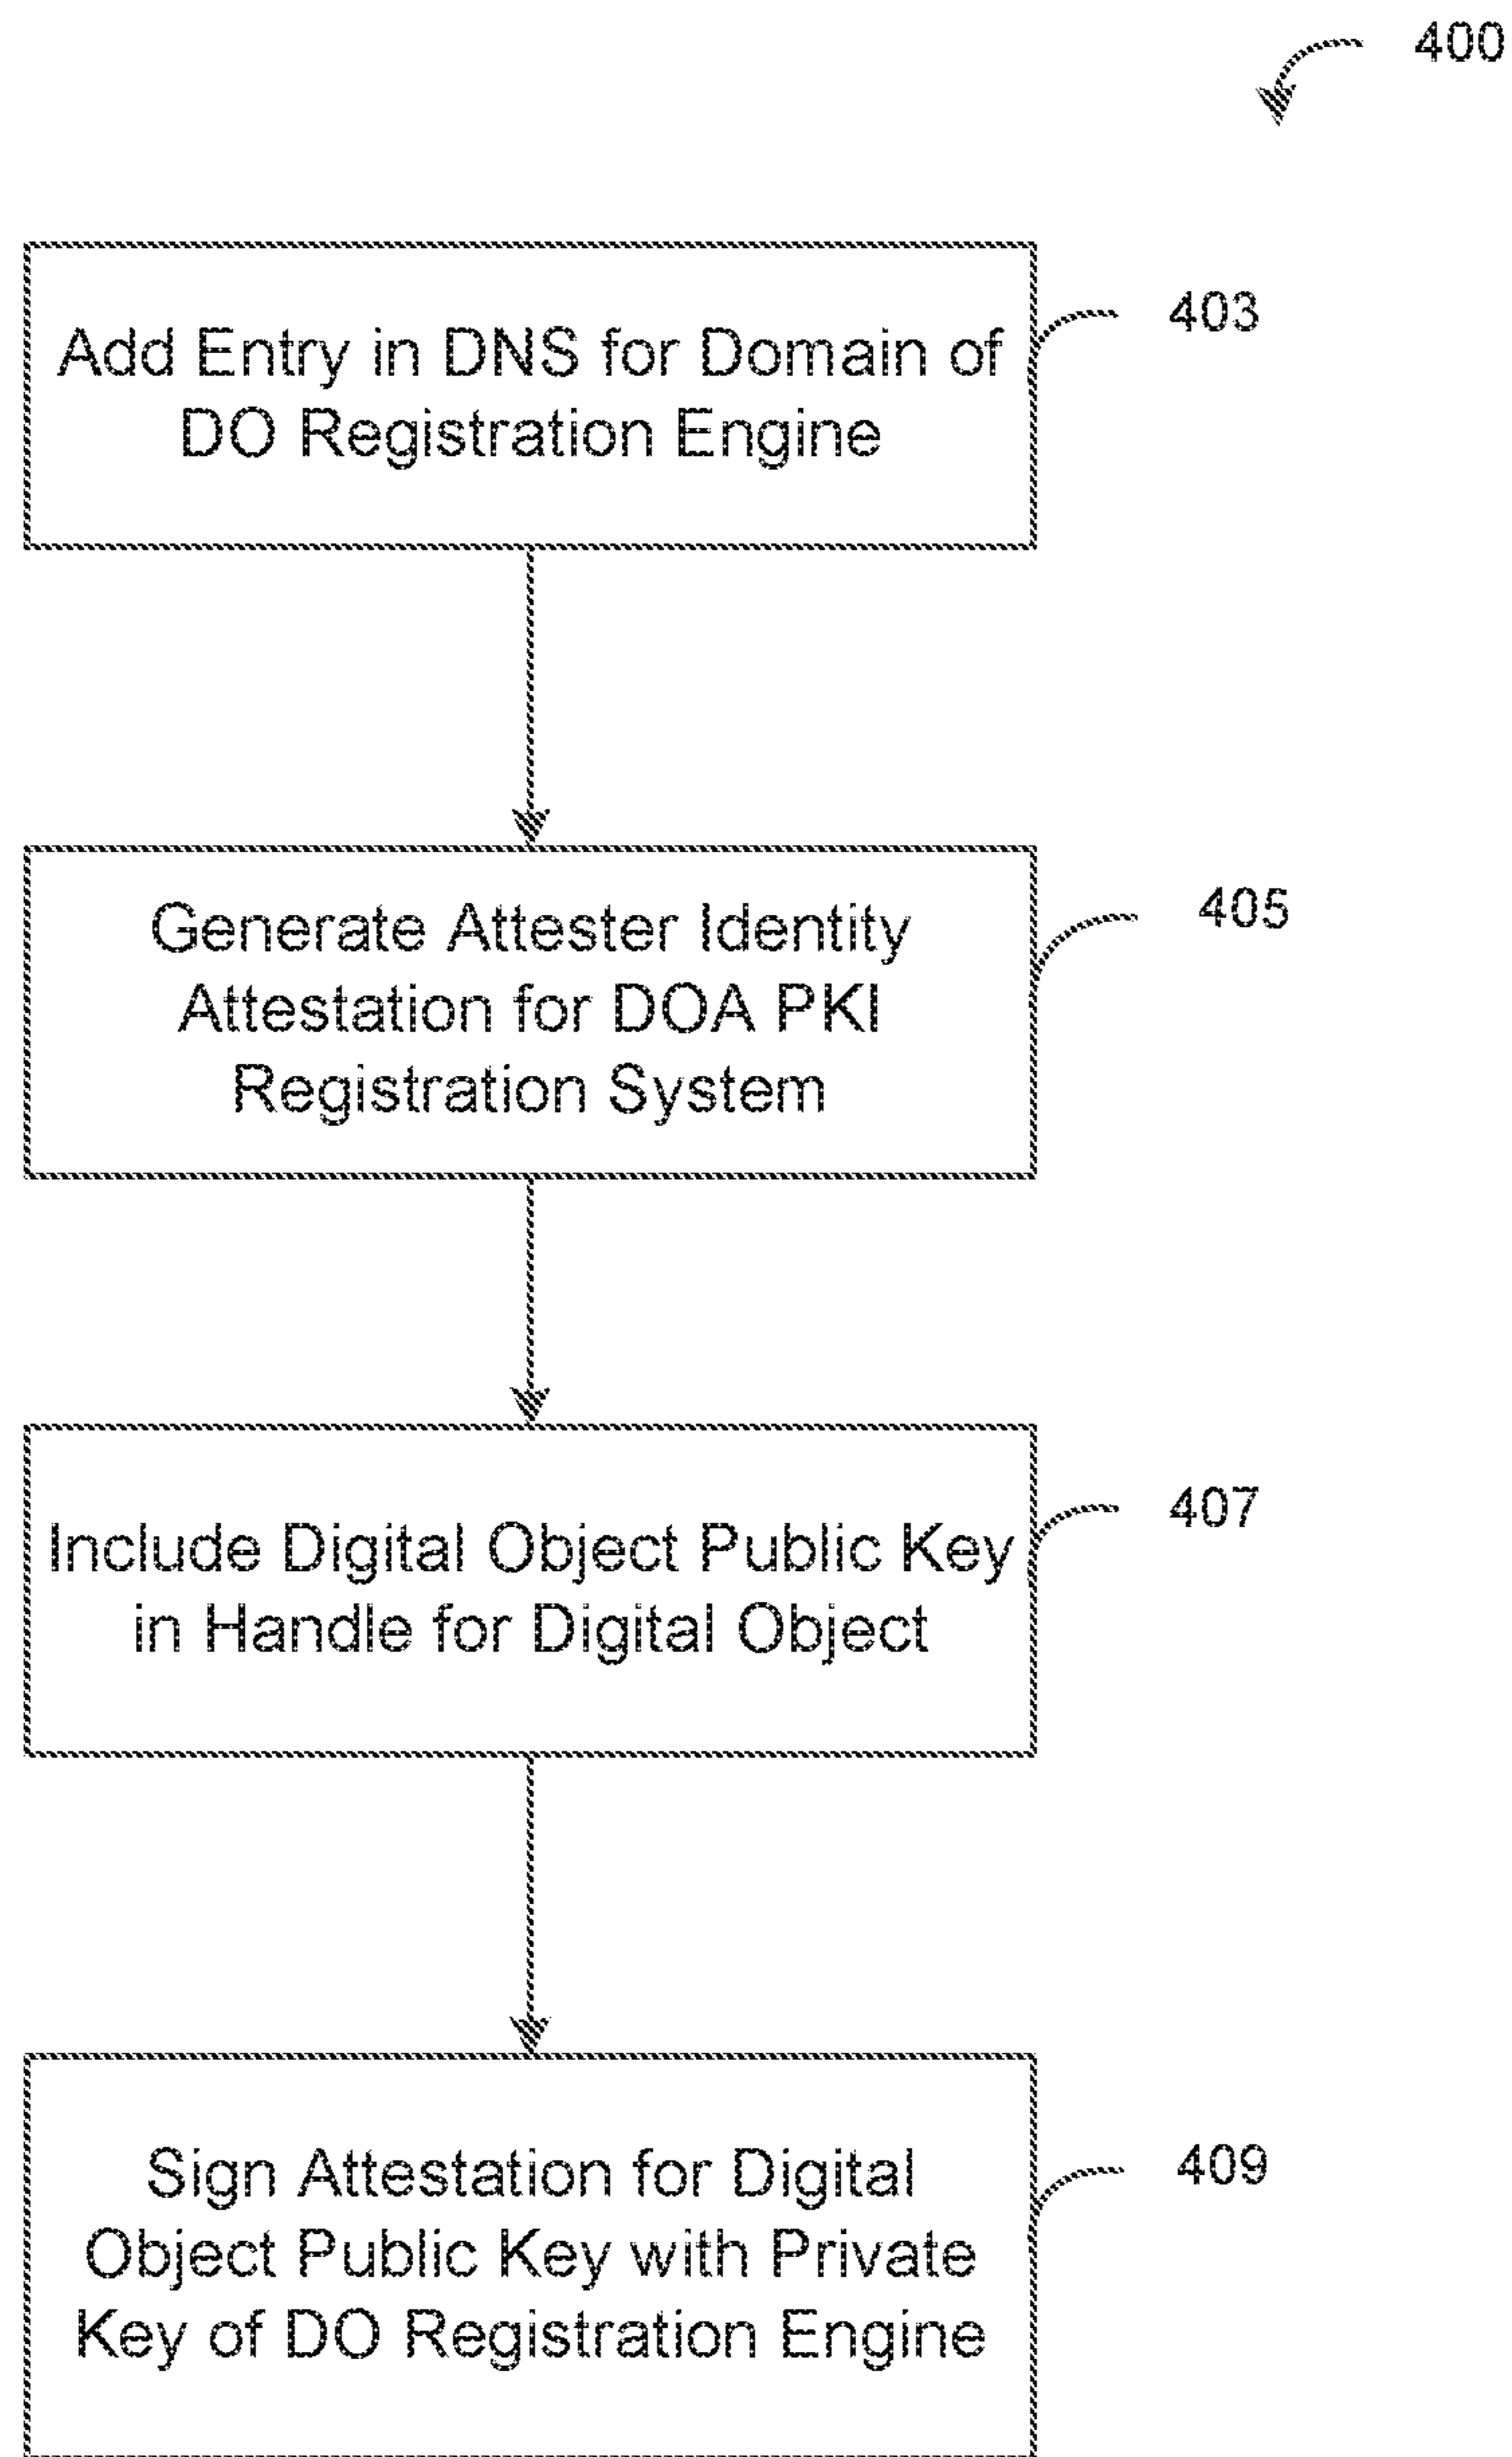 400
Add Entry in DNS for Domain of
DO Registration Engine
403
Generate Attester Identity
Attestation for DOA PKI
Registration System
405
Include Digital Object Public Key
in Handle for Digital Object
407
Sign Attestation for Digital
Object Public Key with Private
Key of DO Registration Engine
409